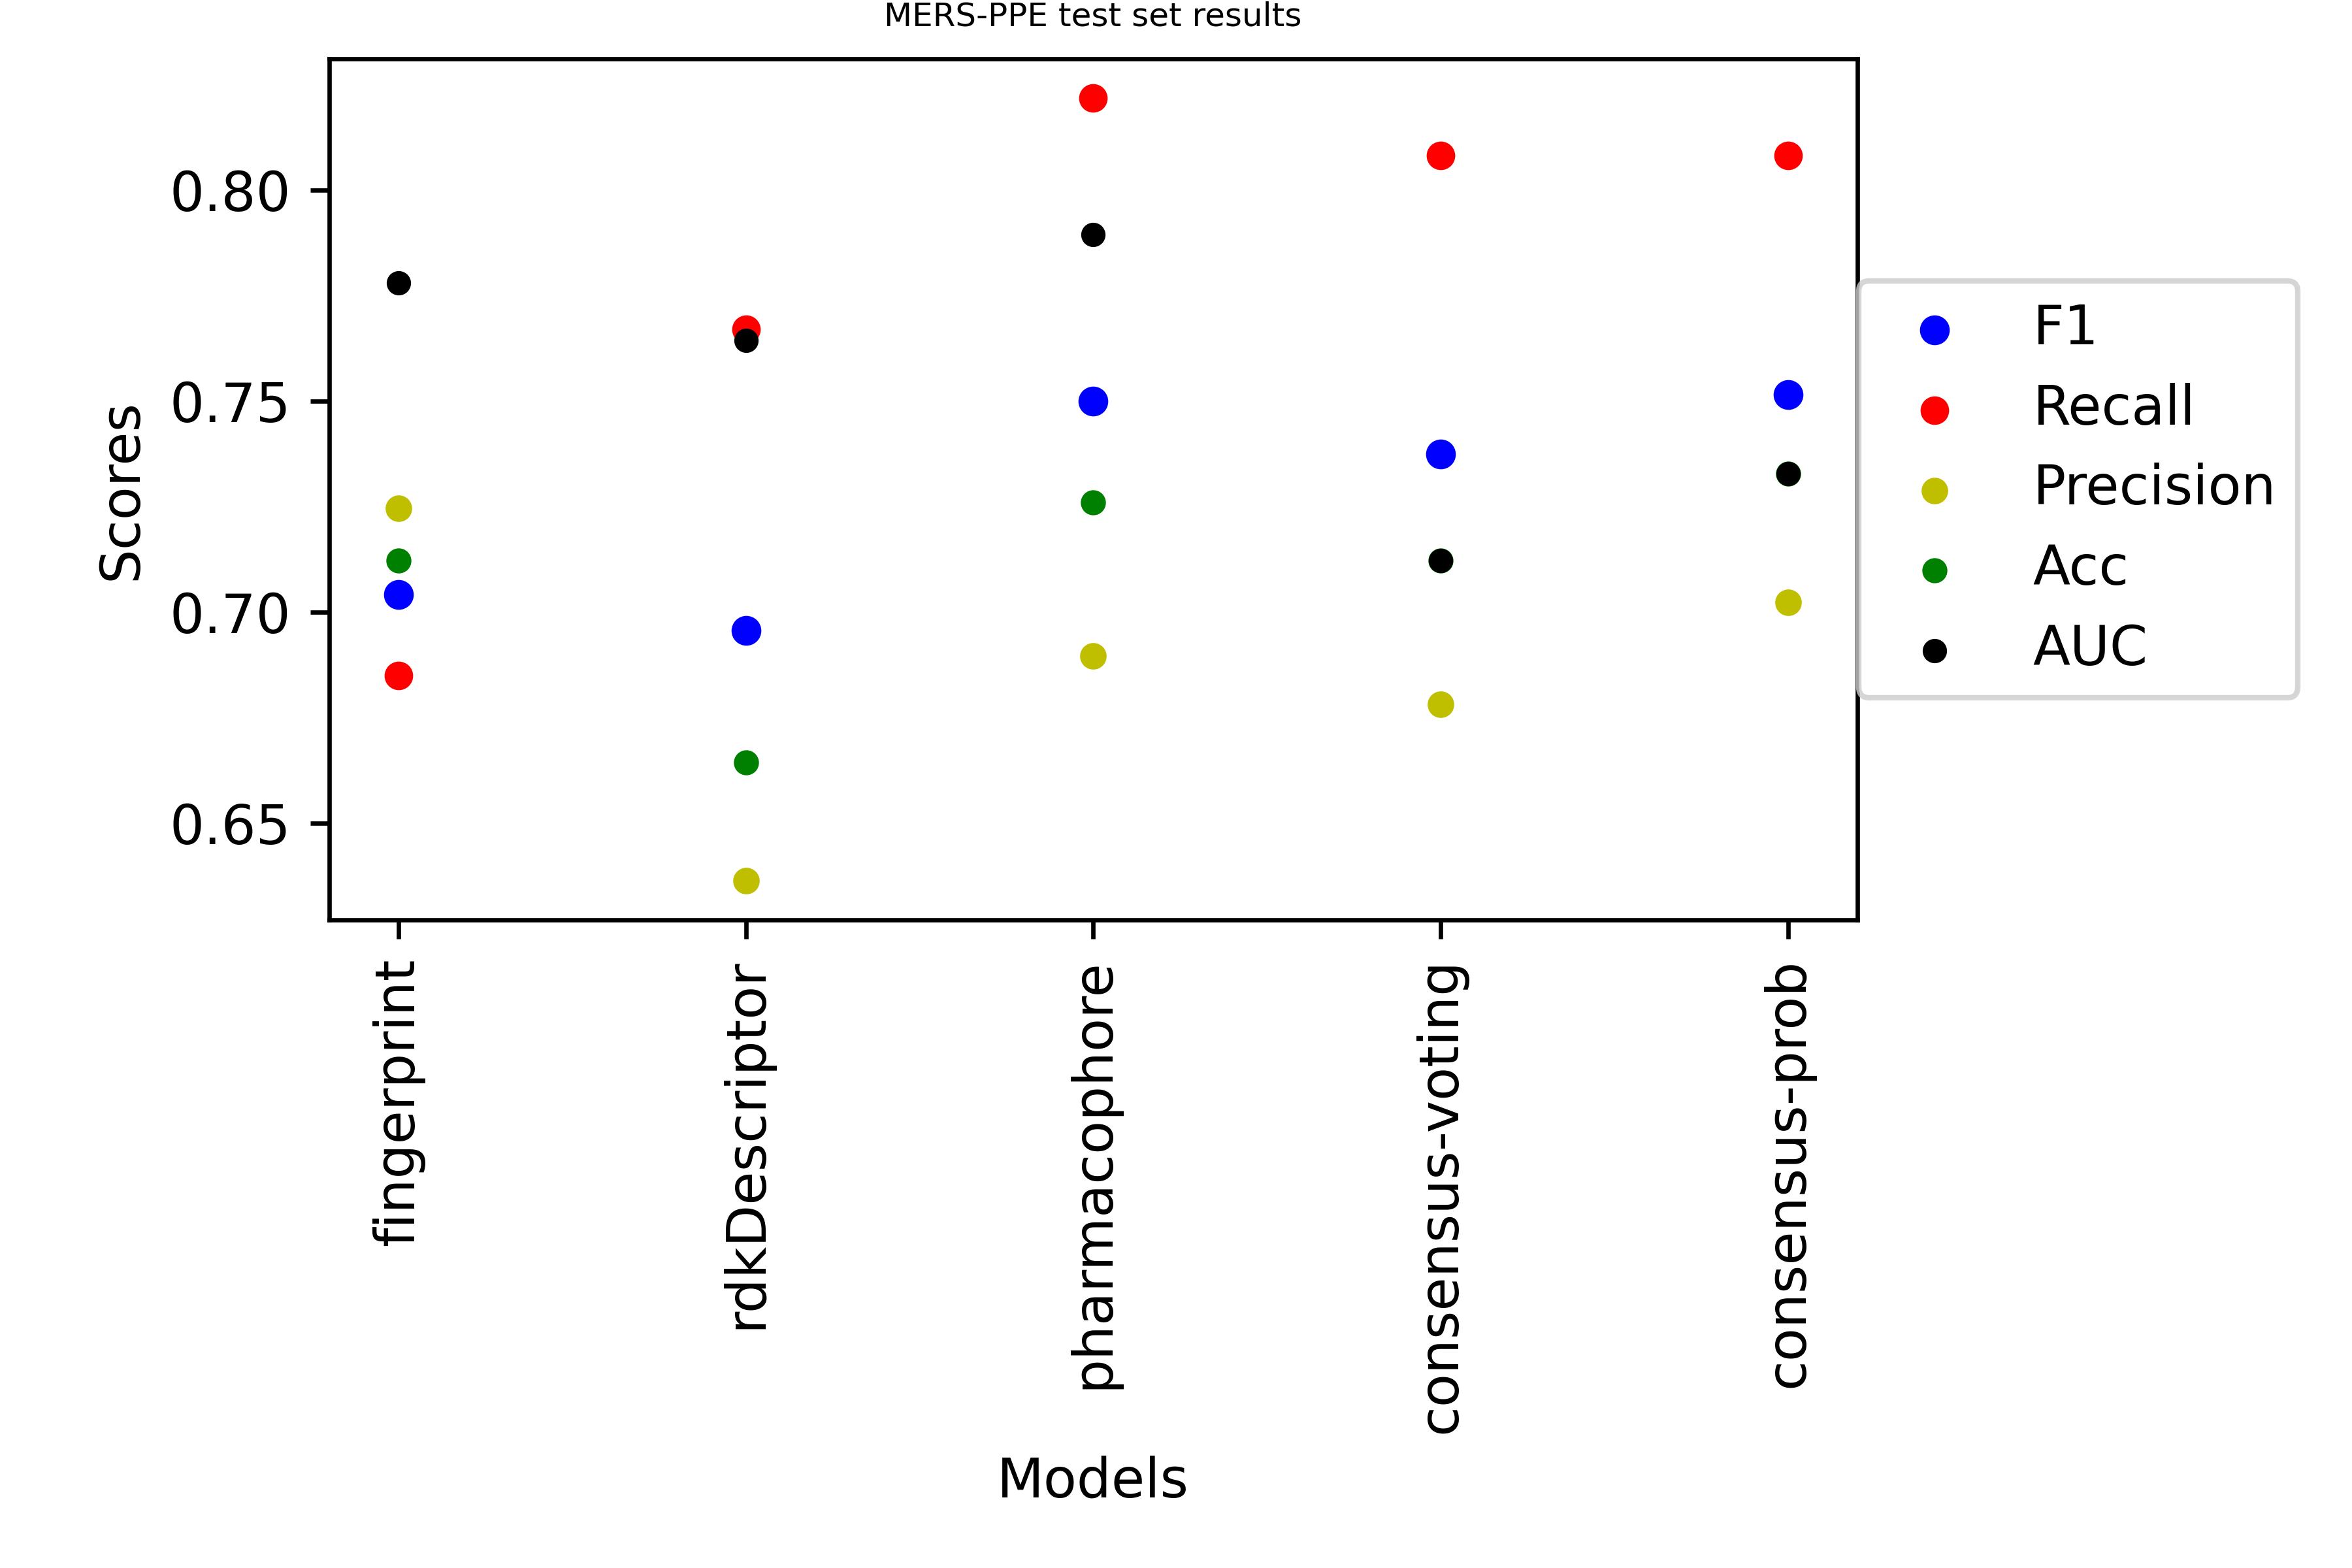 MERS-PPE test set results
Scores
0.80
0.75
0.70
0.65
F1
Recall
Precision
Acc
AUC
fingerprint
rdkDescriptor
pharmacophore
consensus-voting
consensus-prob
Models